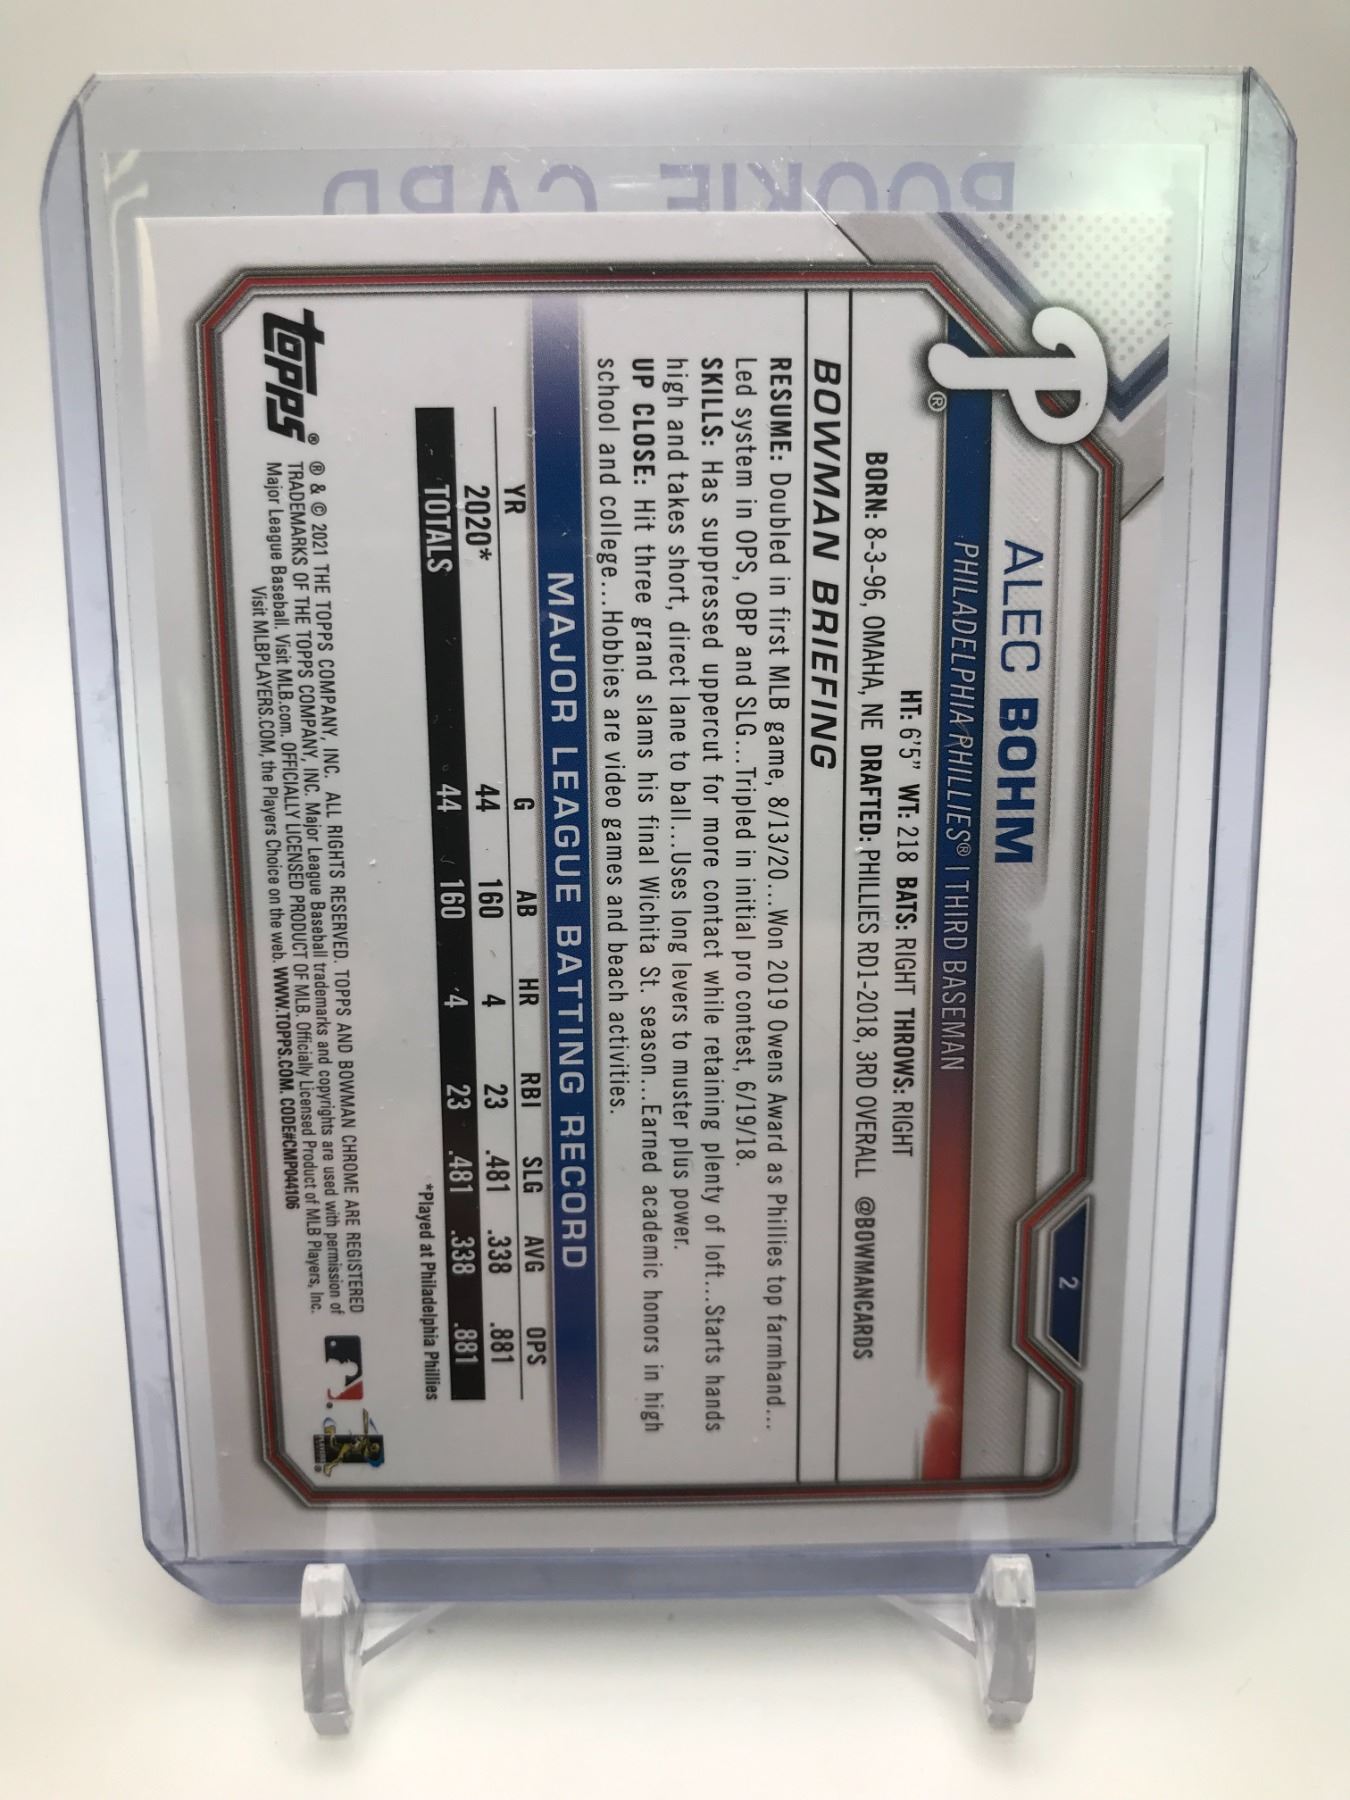 ROOKIE CARD
2
P®
ALEC BOHM
PHILADELPHIA PHILLIES® | THIRD BASEMAN
HT: 6'5" WT: 218 BATS: RIGHT THROWS: RIGHT
BORN: 8-3-96, OMAHA, NE DRAFTED: PHILLIES RD1-2018, 3RD OVERALL @BOWMANCARDS
BOWMAN BRIEFING
RESUME: Doubled in first MLB game, 8/13/20...Won 2019 Owens Award as Phillies top farmhand...
Led system in OPS, OBP and SLG...Tripled in initial pro contest, 6/19/18.
SKILLS: Has suppressed uppercut for more contact while retaining plenty of loft...Starts hands
high and takes short, direct lane to ball...Uses long levers to muster plus power.
UP CLOSE: Hit three grand slams his final Wichita St. season...Earned academic honors in high
school and college...Hobbies are video games and beach activities.
MAJOR LEAGUE BATTING RECORD
YR G AB HR RBI SLG AVG OPS
2020* 44 160 4 23 .481 .338 .881
TOTALS 44 160 4 23 .481 .338 .881
*Played at Philadelphia Phillies
topps®
® & © 2021 THE TOPPS COMPANY, INC. ALL RIGHTS RESERVED. TOPPS AND BOWMAN CHROME ARE REGISTERED
TRADEMARKS OF THE TOPPS COMPANY, INC. Major League Baseball trademarks and copyrights are used with permission of
Major League Baseball. Visit MLB.com. OFFICIALLY LICENSED PRODUCT OF MLB. Officially Licensed Product of MLB Players, Inc.
Visit MLBPLAYERS.COM, the Players Choice on the web. WWW.TOPPS.COM. CODE#CMP044106